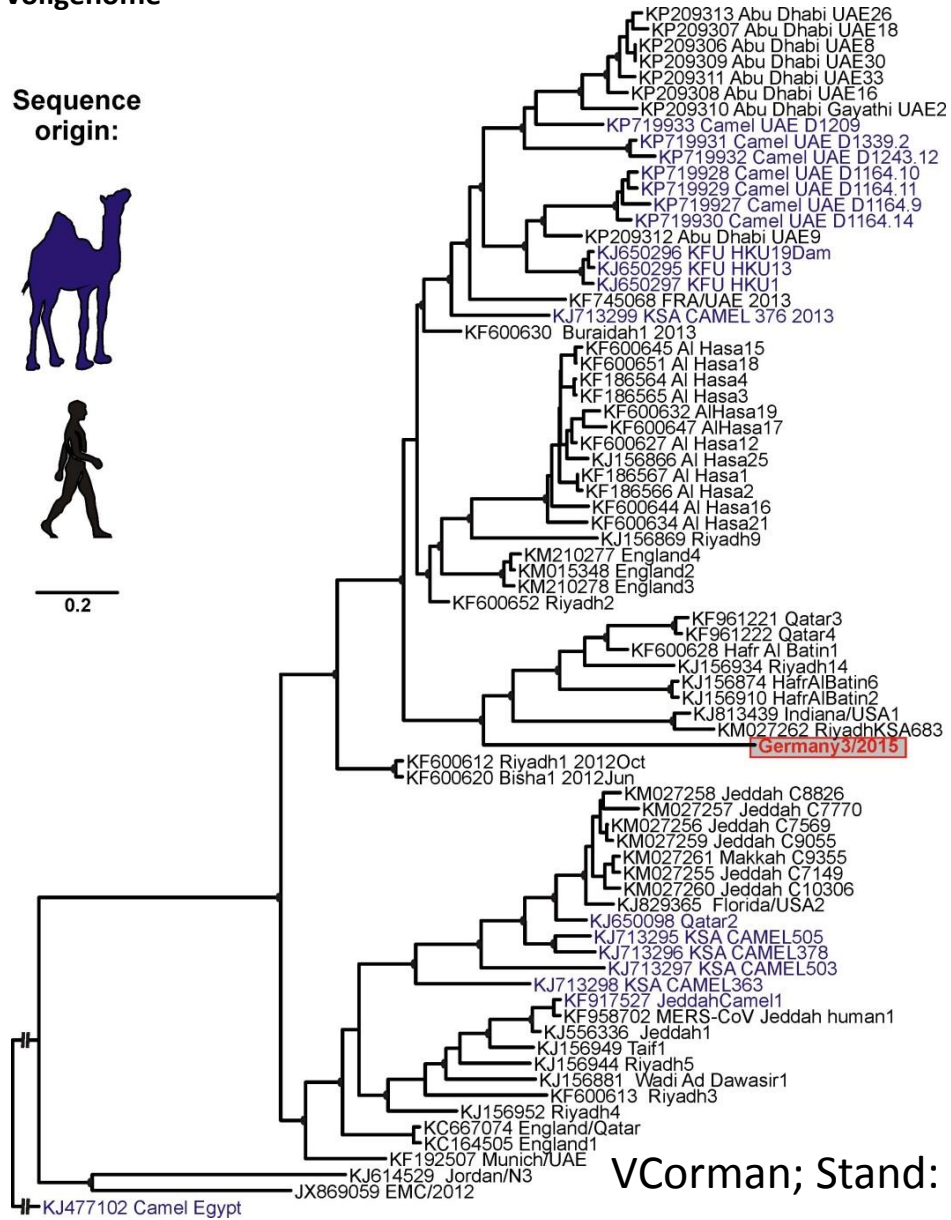 Vollgenome
Sequence
origin:
0.2
KP209313 Abu Dhabi UAE26
KP209307 Abu Dhabi UAE18
KP209306 Abu Dhabi UAE8
KP209309 Abu Dhabi UAE30
KP209311 Abu Dhabi UAE33
KP209308 Abu Dhabi UAE16
KP209310 Abu Dhabi Gayathi UAE2
KP719933 Camel UAE D1209
KP719931 Camel UAE D1339.2
KP719932 Camel UAE D1243.12
KP719928 Camel UAE D1164.10
KP719929 Camel UAE D1164.11
KP719927 Camel UAE D1164.9
KP719930 Camel UAE D1164.14
KP209312 Abu Dhabi UAE9
KJ650296 KFU HKU19Dam
KJ650295 KFU HKU13
KJ650297 KFU HKU1
KF745068 FRA/UAE 2013
KJ713299 KSA CAMEL 376 2013
KF600630 Buraidah1 2013
KF600645 Al Hasa15
KF600651 Al Hasa18
KF186564 Al Hasa4
KF186565 Al Hasa3
KF600632 AlHasa19
KF600647 AlHasa17
KF600627 Al Hasa12
KJ156866 Al Hasa25
KF186567 Al Hasa1
KF186566 Al Hasa2
KF600644 Al Hasa16
KF600634 Al Hasa21
KJ156869 Riyadh9
KM210277 England4
KM015348 England2
KM210278 England3
KF600652 Riyadh2
KF961221 Qatar3
KF961222 Qatar4
KF600628 Hafr Al Batin1
KJ156934 Riyadh14
KJ156874 HafrAlBatin6
KJ156910 HafrAlBatin2
KJ813439 Indiana/USA1
KM027262 RiyadhKSA683
Germany3/2015
KF600612 Riyadh1 2012Oct
KF600620 Bisha1 2012Jun
KM027258 Jeddah C8826
KM027257 Jeddah C7770
KM027256 Jeddah C7569
KM027259 Jeddah C9055
KM027261 Makkah C9355
KM027255 Jeddah C7149
KM027260 Jeddah C10306
KJ829365 Florida/USA2
KJ650098 Qatar2
KJ713295 KSA CAMEL505
KJ713296 KSA CAMEL378
KJ713297 KSA CAMEL503
KJ713298 KSA CAMEL363
KF917527 JeddahCamel1
KF958702 MERS-CoV Jeddah human1
KJ556336 Jeddah1
KJ156949 Taif1
KJ156944 Riyadh5
KJ156881 Wadi Ad Dawasir1
KF600613 Riyadh3
KJ156952 Riyadh4
KC667074 England/Qatar
KC164505 England1
KF192507 Munich/UAE
KJ614529 Jordan/N3
JX869059 EMC/2012
KJ477102 Camel Egypt
VCorman; Stand: